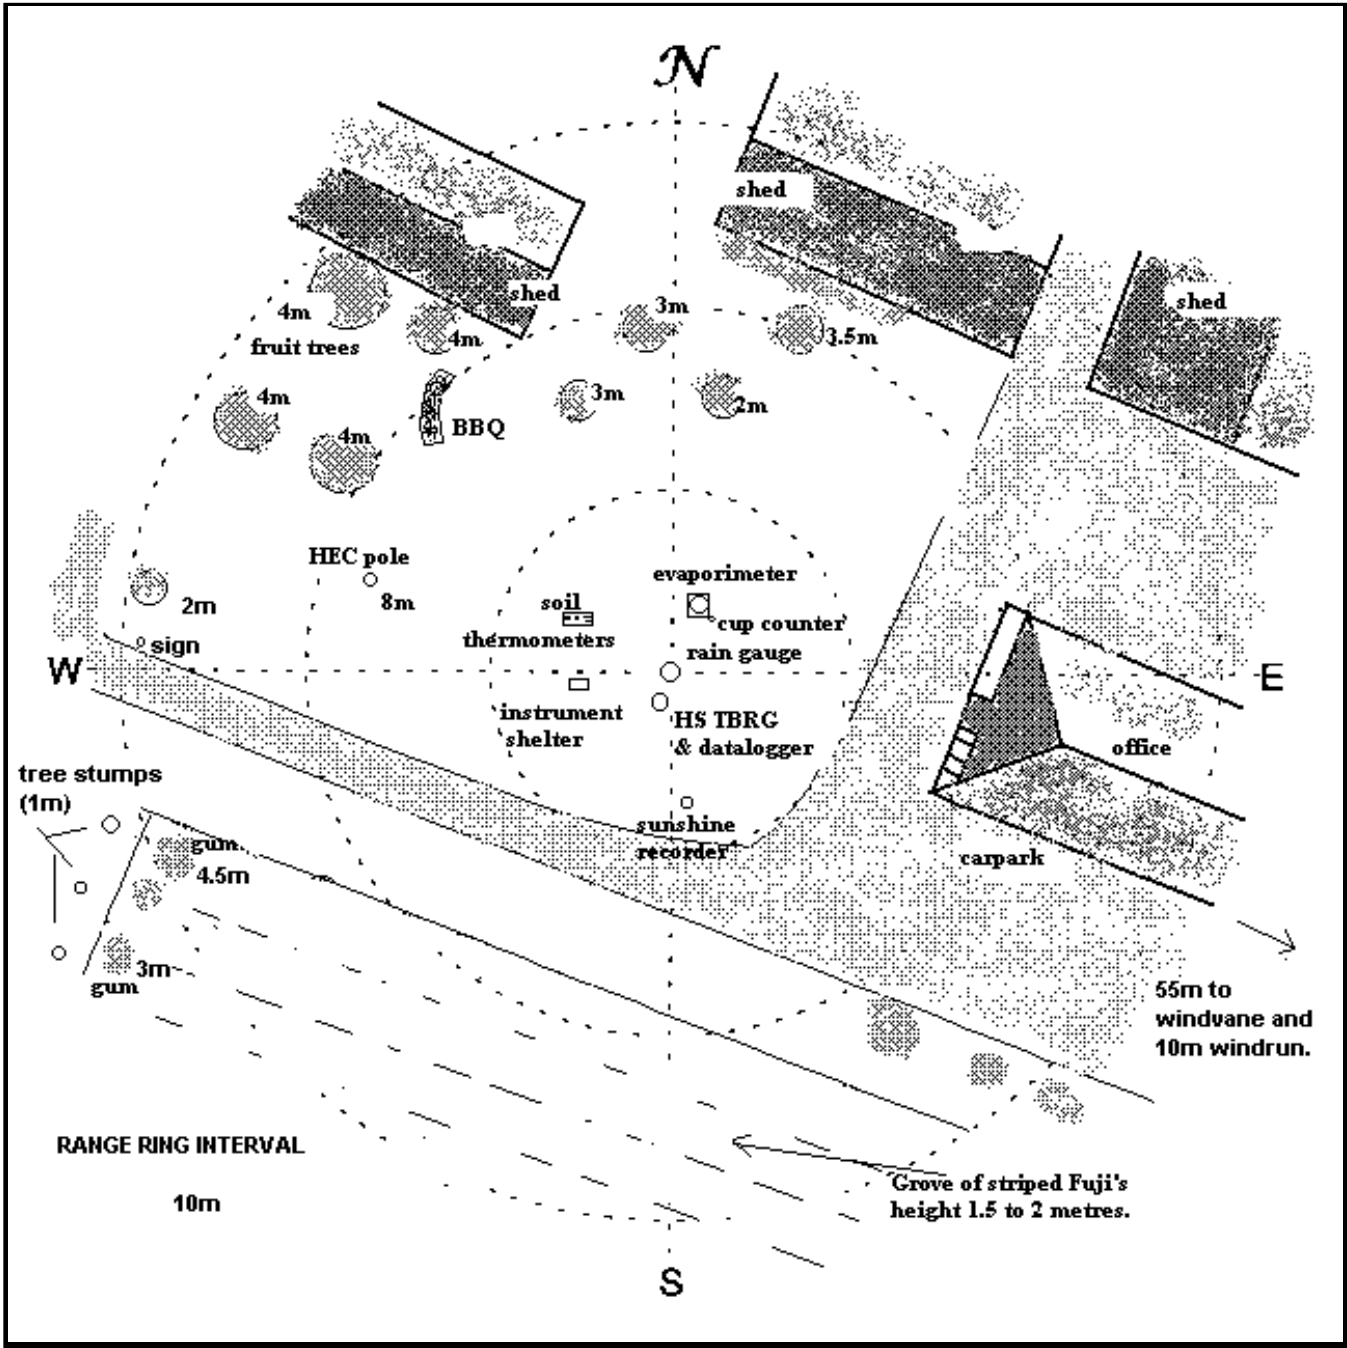 N
shed
shed
shed
4m
3m
4m
3.5m
fruit trees
4m
3m
2m
4m
BBQ
HEC pole
8m
evaporimeter
soil
thermometers
cup counter
2m
sign
rain gauge
W
E
instrument
shelter
HS TBRG
& datalogger
office
tree stumps
(1m)
sunshine
recorder
gum
4.5m
carpark
3m
gum
55m to
windvane and
10m windrun.
RANGE RING INTERVAL
10m
Grove of striped Fuji's
height 1.5 to 2 metres.
S